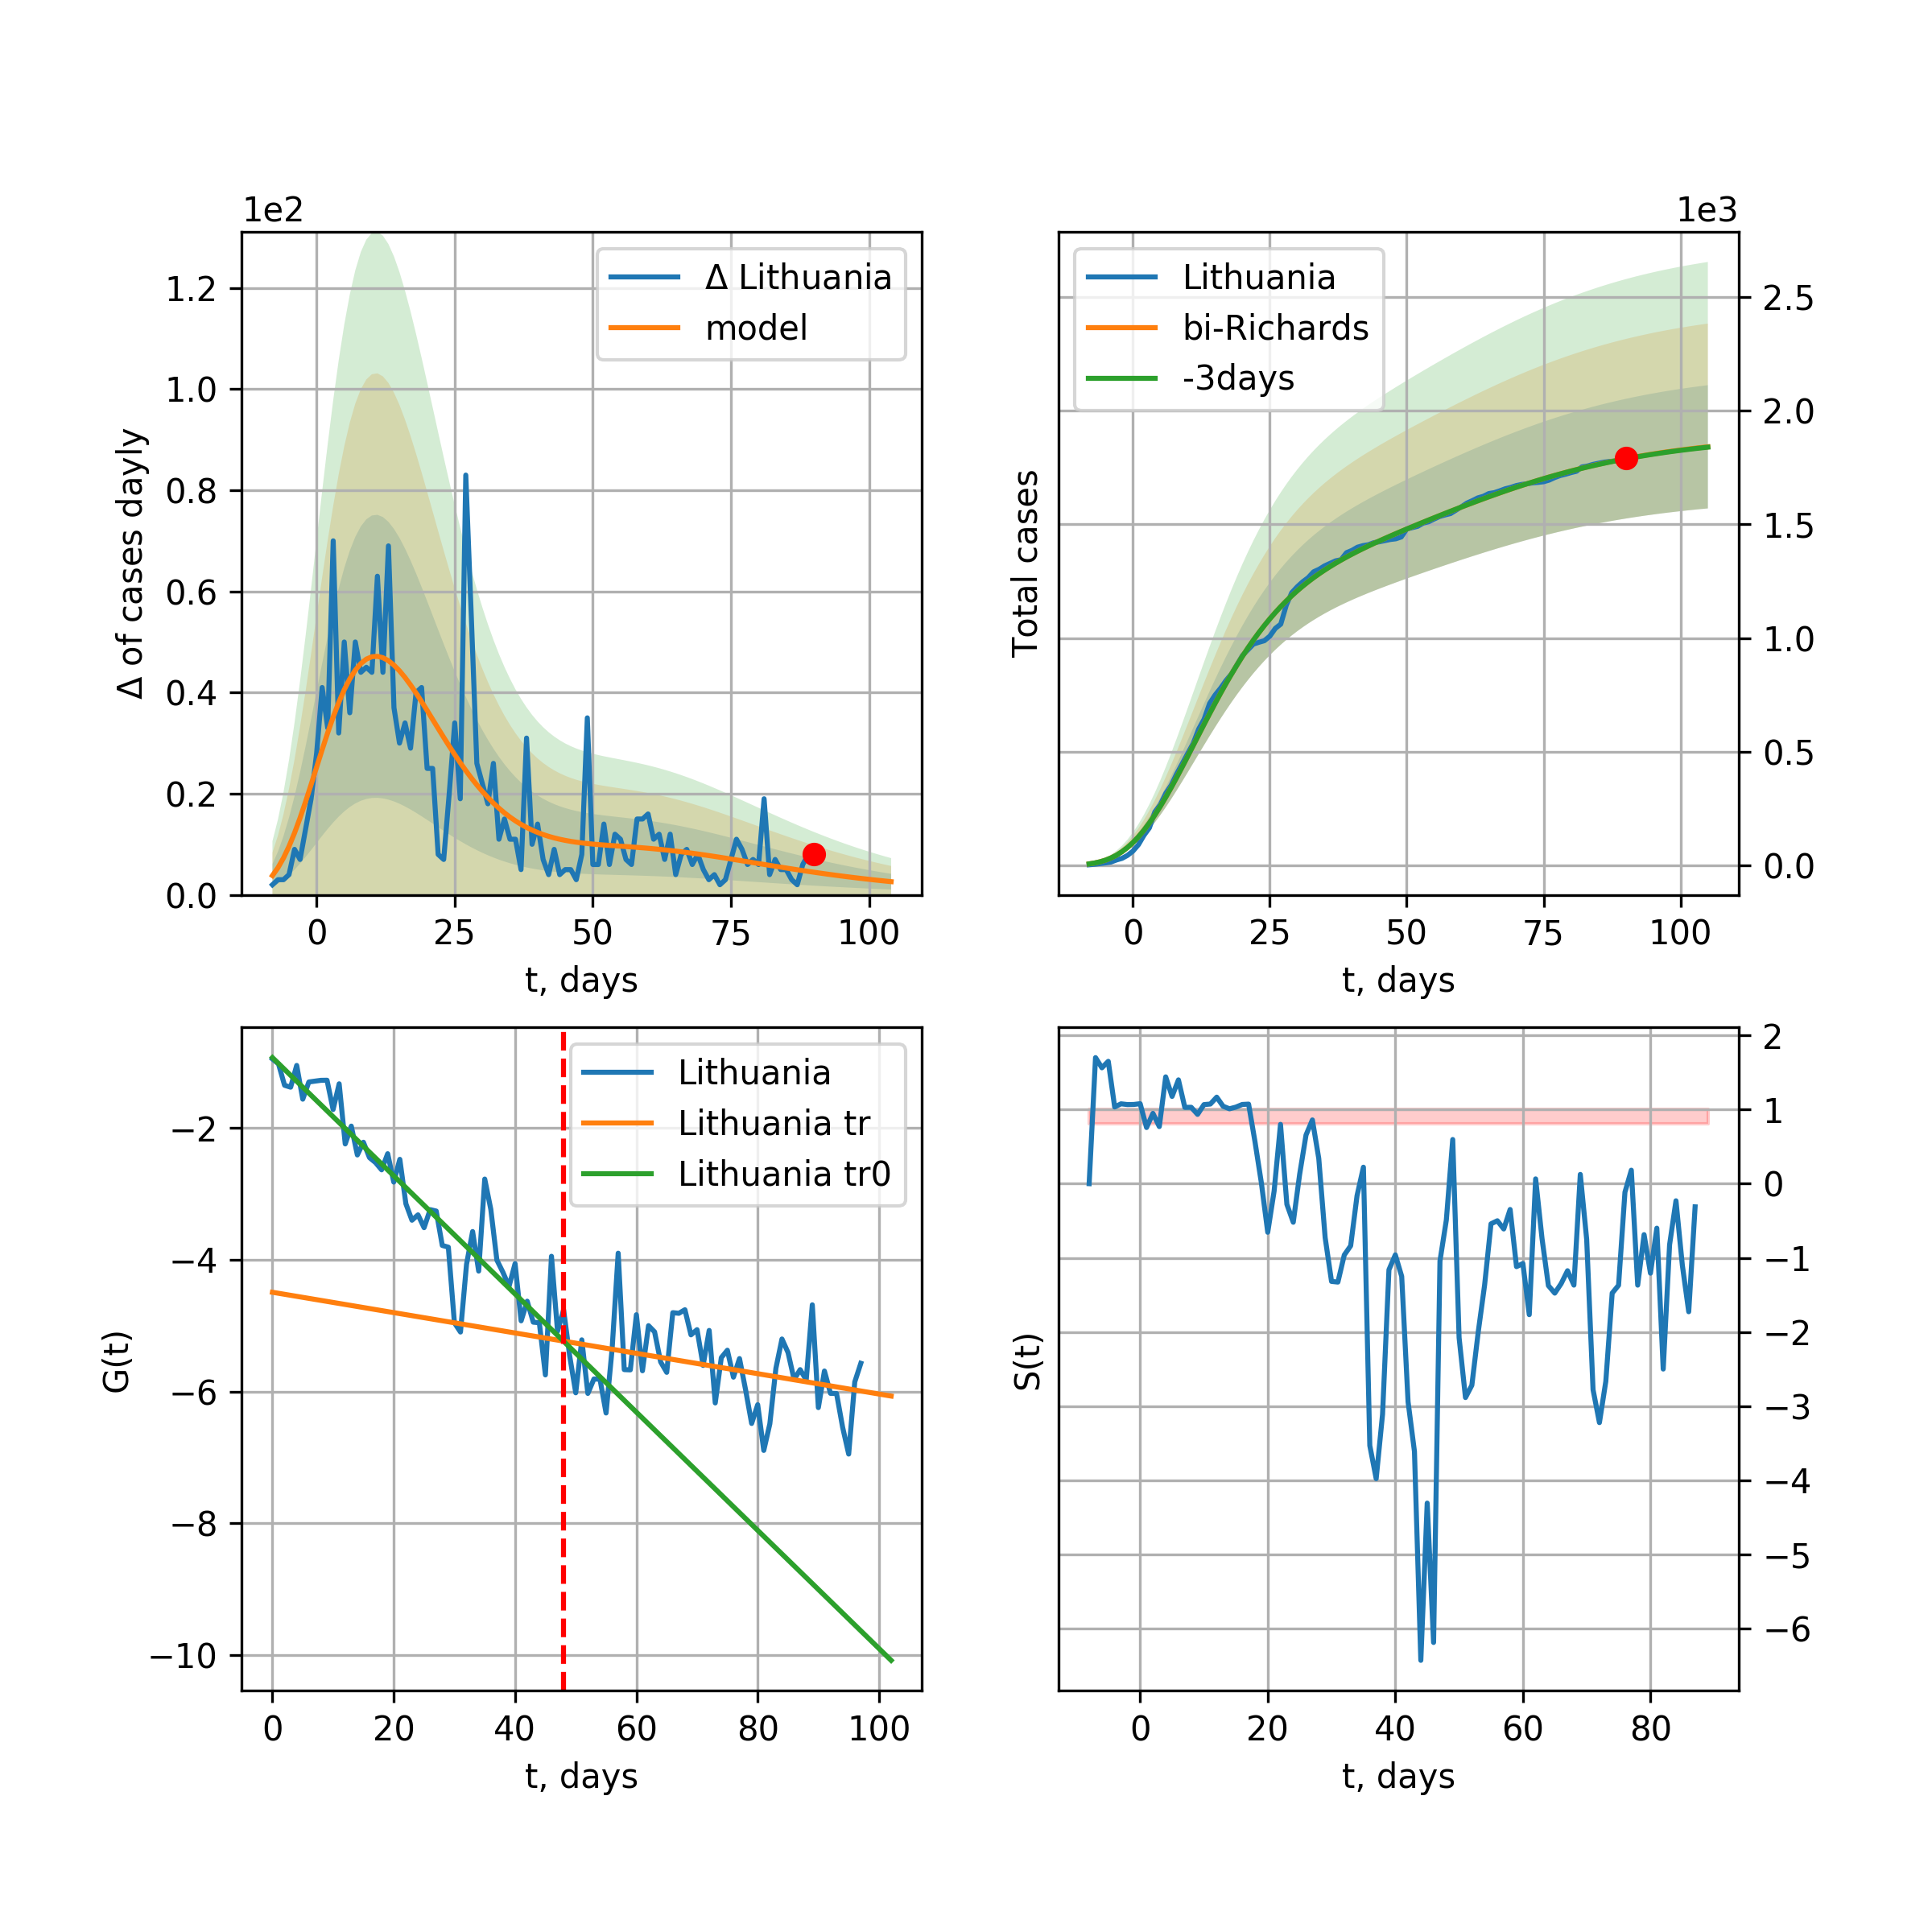 1e2
Δ of cases dayly
1.2
1.0
0.8
0.6
0.4
0.2
0.0
Δ Lithuania
model
0 25 50 75 100
t, days
1e3
Total cases
Lithuania
bi-Richards
-3days
2.5
2.0
1.5
1.0
0.5
0.0
0 25 50 75 100
t, days
G(t)
−2
−4
−6
−8
−10
Lithuania
Lithuania tr
Lithuania tr0
0 20 40 60 80 100
t, days
S(t)
2
1
0
−1
−2
−3
−4
−5
−6
0 20 40 60 80
t, days